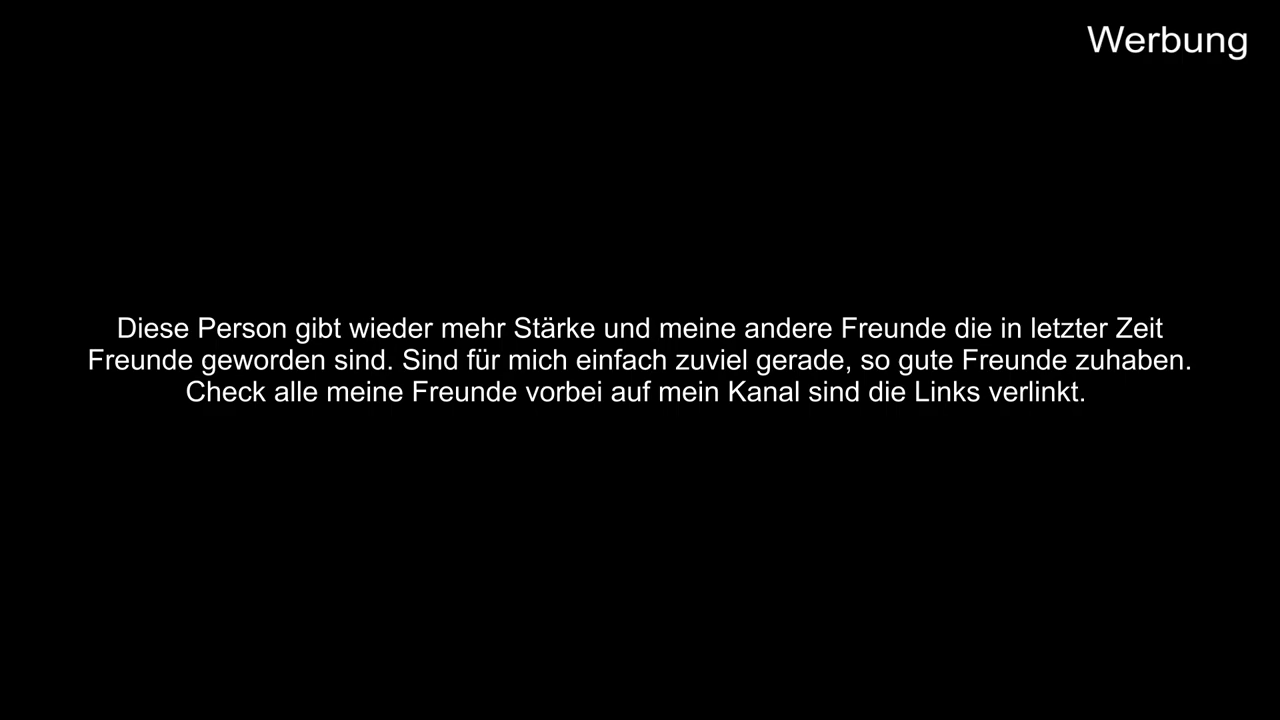 Werbung
Diese Person gibt wieder mehr Stärke und meine andere Freunde die in letzter Zeit
Freunde geworden sind. Sind für mich einfach zuviel gerade, so gute Freunde zuhaben.
Check alle meine Freunde vorbei auf mein Kanal sind die Links verlinkt.